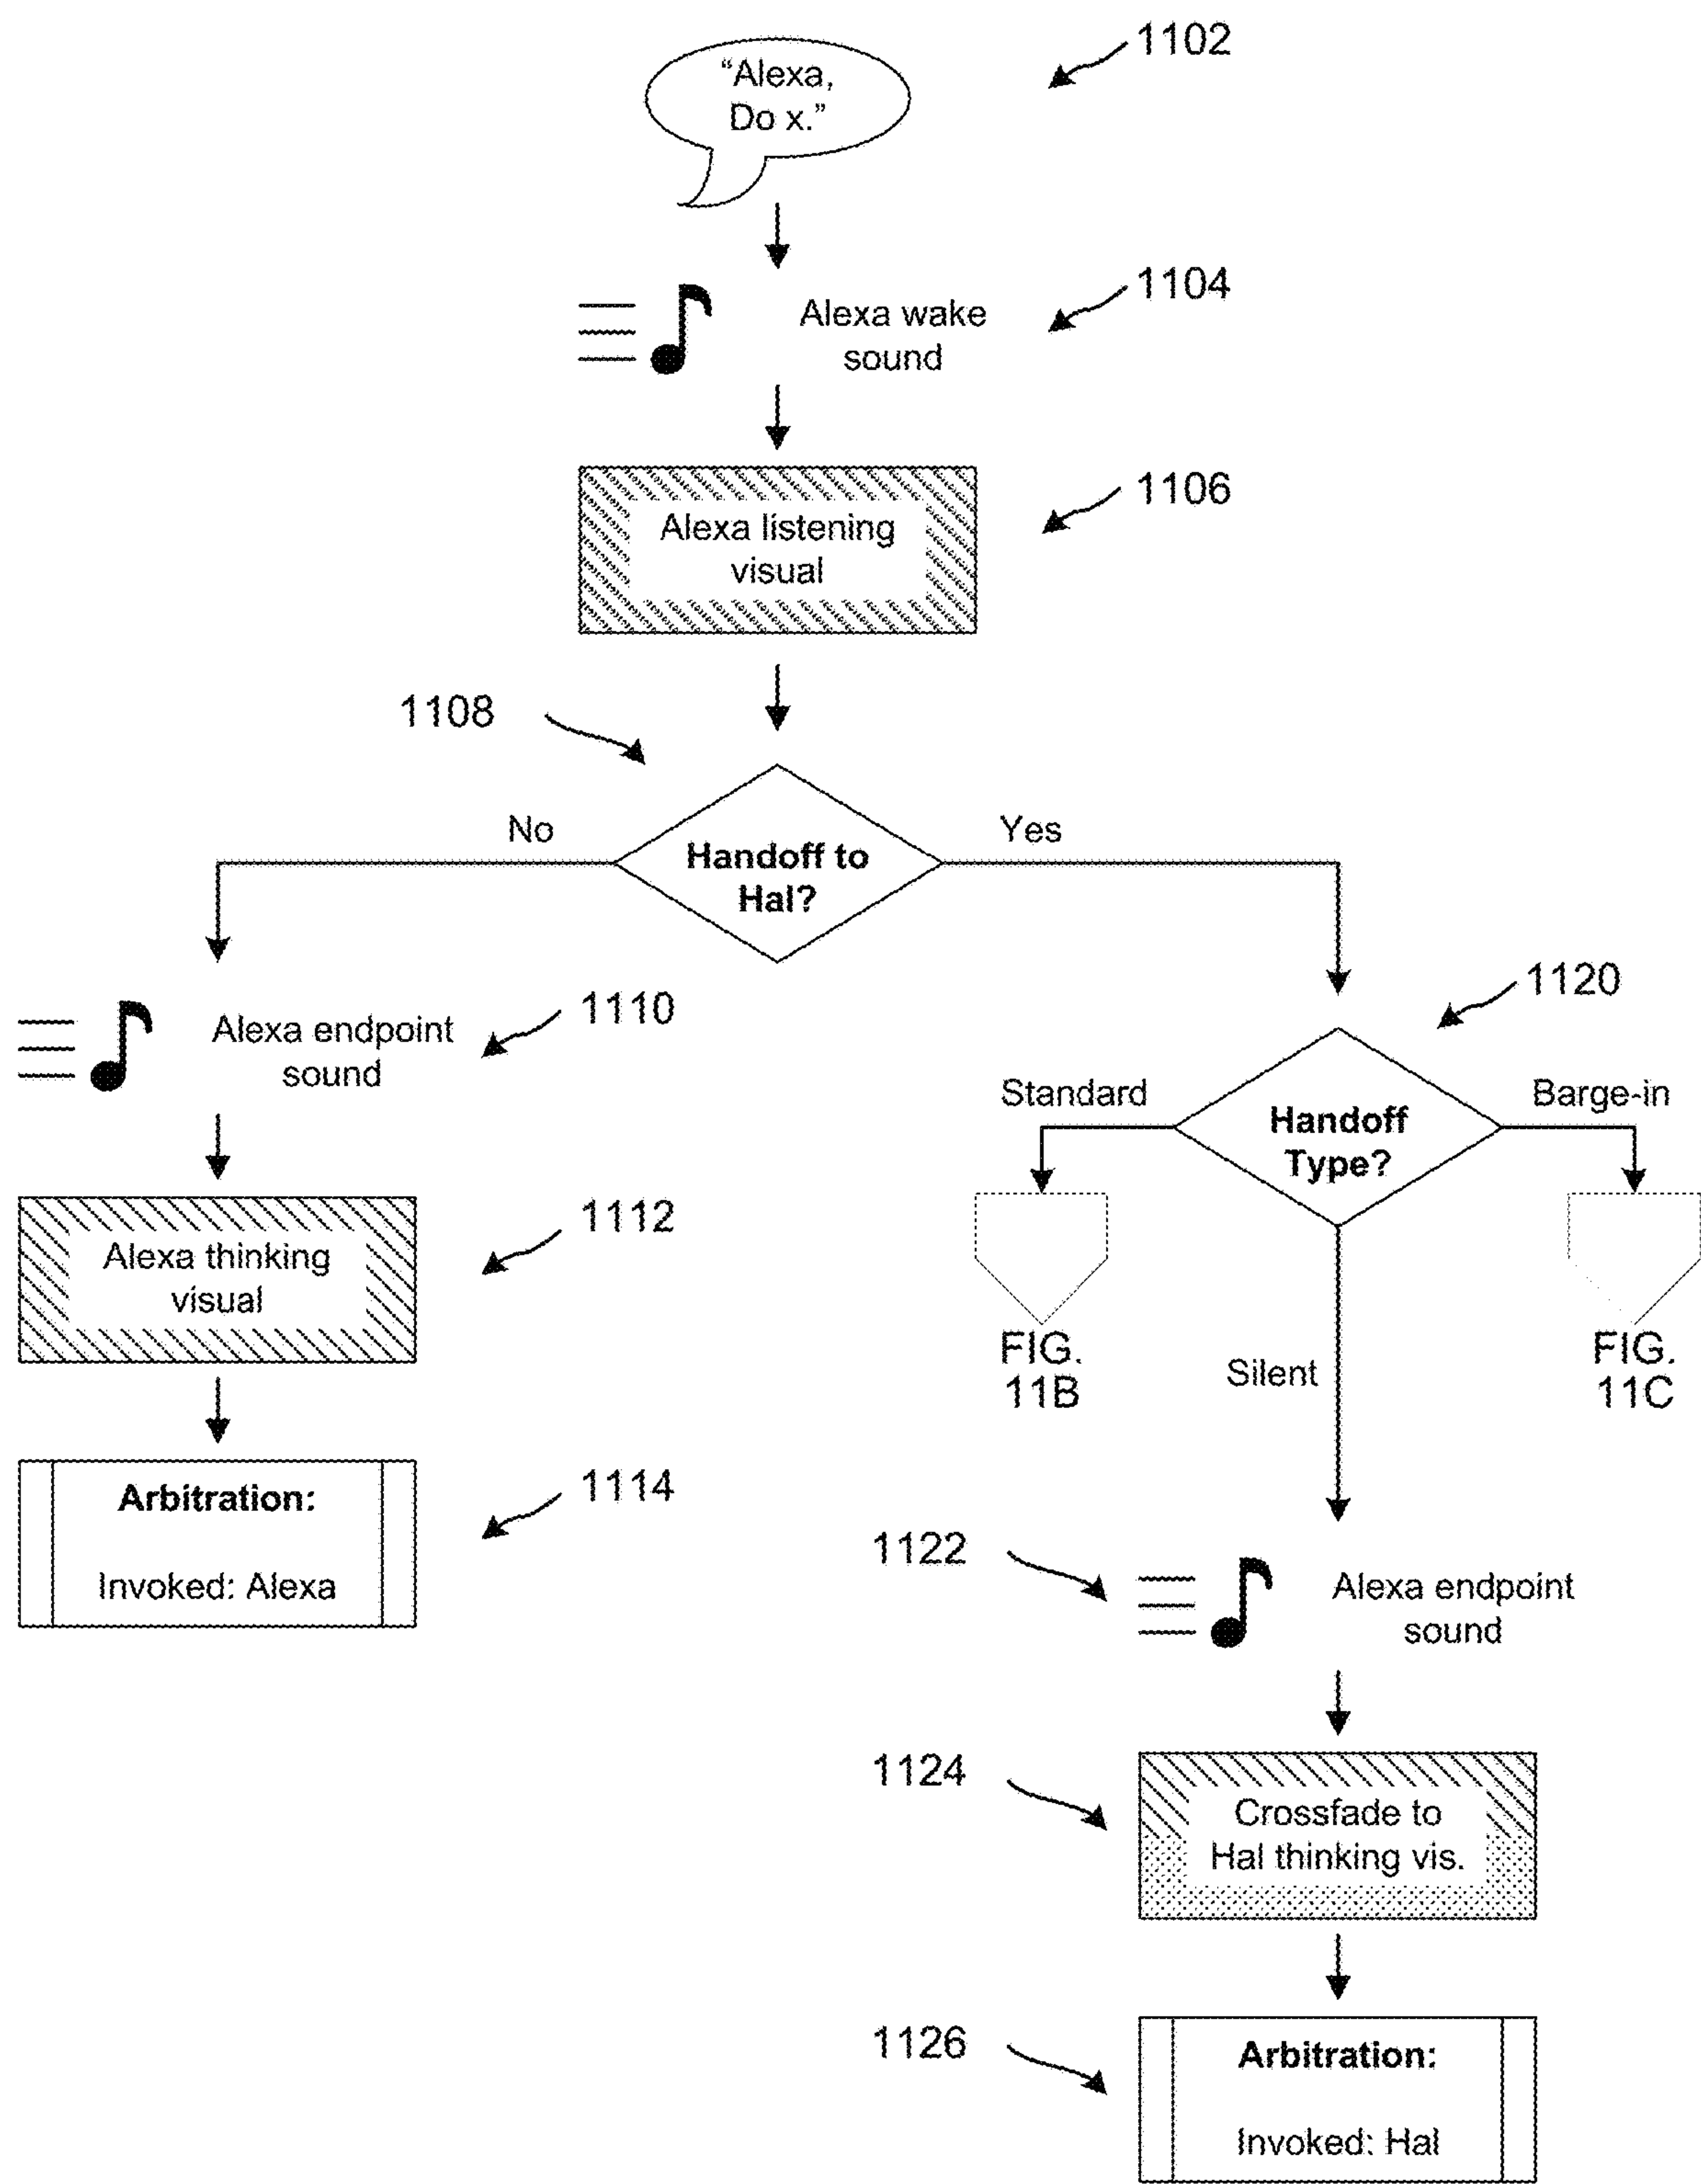 1102
“Alexa,
Do x.”
1104
Alexa wake
sound
1106
Alexa listening
visual
1108
No
Yes
Handoff to
Hal?
1110
Alexa endpoint
sound
1120
Standard
Barge-in
Handoff
Type?
1112
Alexa thinking
visual
FIG.
11B
Silent
FIG.
11C
1114
Arbitration:
Invoked: Alexa
1122
Alexa endpoint
sound
1124
Crossfade to
Hal thinking vis.
1126
Arbitration:
Invoked: Hal